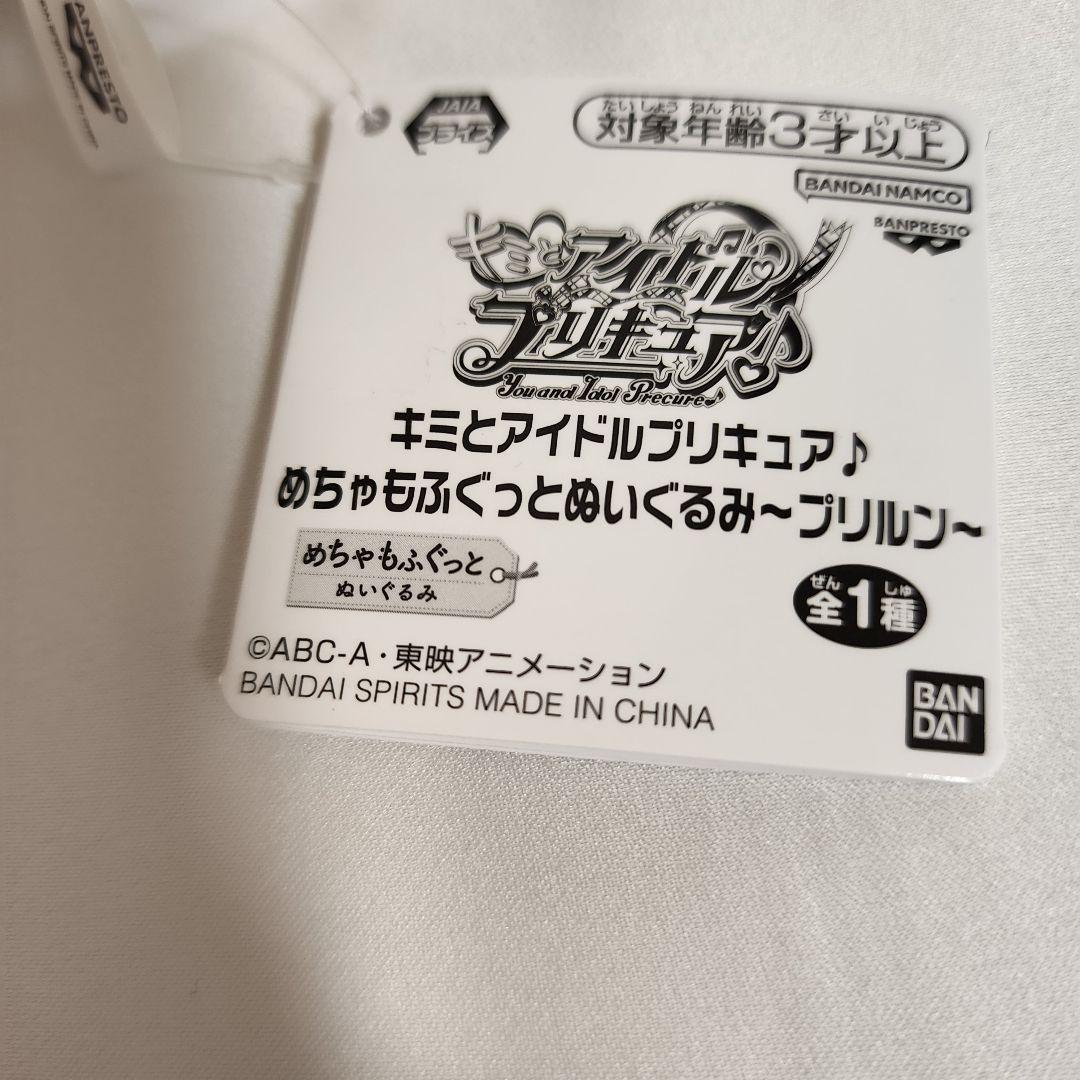 ANPRESTO
JAIA
プライズ
たいしょう ねん れい さい い じょう
対象年齢3才以上
BANDAI NAMCO
BANPRESTO
キミとアイドル
プリキュア♪
You and Idol Precure♪
キミとアイドルプリキュア♪
めちゃもふぐっとぬいぐるみ～プリルン～
めちゃもふぐっと
ぬいぐるみ
ぜん しゅ
全1種
©ABC-A・東映アニメーション
BANDAI SPIRITS MADE IN CHINA
BAN
DAI